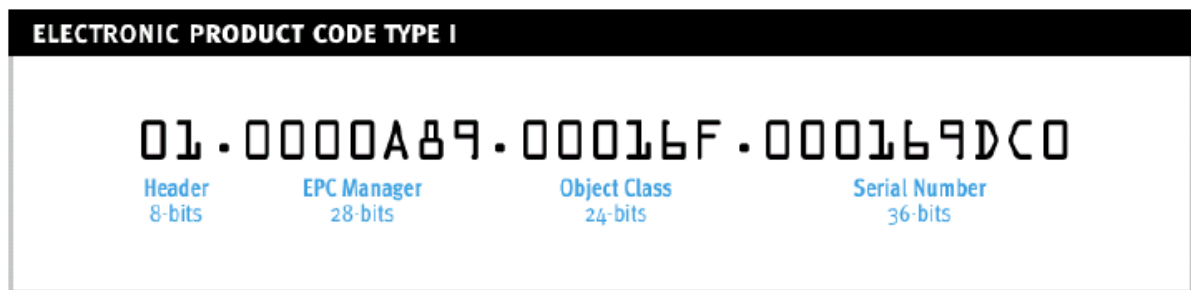 ELECTRONIC PRODUCT CODE TYPE I
01.0000A89.00016F.000169DC0
Header EPC Manager Object Class Serial Number
8-bits 28-bits 24-bits 36-bits